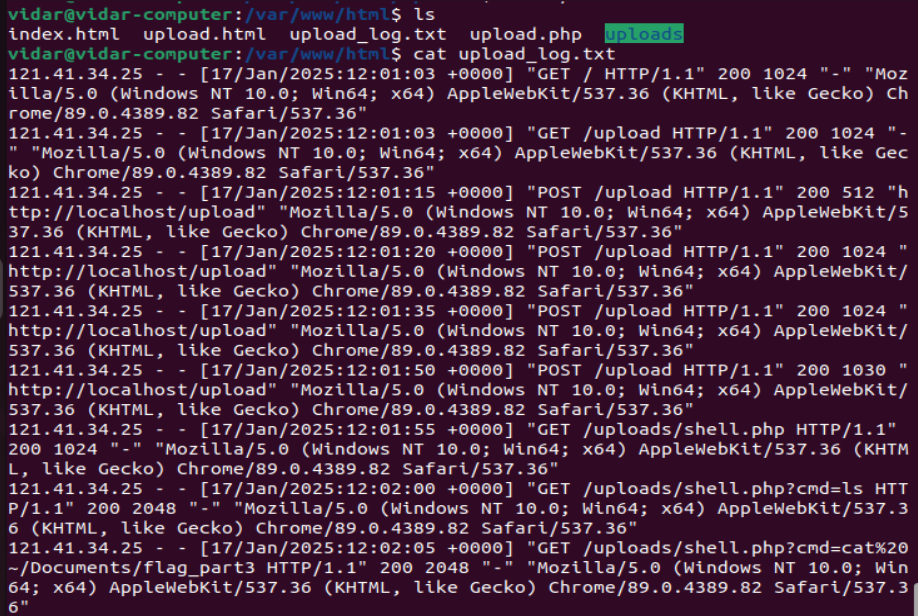 vidar@vidar-computer:/var/www/html$ ls
index.html  upload.html  upload_log.txt  upload.php  uploads
vidar@vidar-computer:/var/www/html$ cat upload_log.txt
121.41.34.25 - - [17/Jan/2025:12:01:03 +0000] "GET / HTTP/1.1" 200 1024 "-" "Moz
illa/5.0 (Windows NT 10.0; Win64; x64) AppleWebKit/537.36 (KHTML, like Gecko) Ch
rome/89.0.4389.82 Safari/537.36"
121.41.34.25 - - [17/Jan/2025:12:01:03 +0000] "GET /upload HTTP/1.1" 200 1024 "-
" "Mozilla/5.0 (Windows NT 10.0; Win64; x64) AppleWebKit/537.36 (KHTML, like Gec
ko) Chrome/89.0.4389.82 Safari/537.36"
121.41.34.25 - - [17/Jan/2025:12:01:15 +0000] "POST /upload HTTP/1.1" 200 512 "h
ttp://localhost/upload" "Mozilla/5.0 (Windows NT 10.0; Win64; x64) AppleWebKit/5
37.36 (KHTML, like Gecko) Chrome/89.0.4389.82 Safari/537.36"
121.41.34.25 - - [17/Jan/2025:12:01:20 +0000] "POST /upload HTTP/1.1" 200 1024 "
http://localhost/upload" "Mozilla/5.0 (Windows NT 10.0; Win64; x64) AppleWebKit/
537.36 (KHTML, like Gecko) Chrome/89.0.4389.82 Safari/537.36"
121.41.34.25 - - [17/Jan/2025:12:01:35 +0000] "POST /upload HTTP/1.1" 200 1024 "
http://localhost/upload" "Mozilla/5.0 (Windows NT 10.0; Win64; x64) AppleWebKit/
537.36 (KHTML, like Gecko) Chrome/89.0.4389.82 Safari/537.36"
121.41.34.25 - - [17/Jan/2025:12:01:50 +0000] "POST /upload HTTP/1.1" 200 1030 "
http://localhost/upload" "Mozilla/5.0 (Windows NT 10.0; Win64; x64) AppleWebKit/
537.36 (KHTML, like Gecko) Chrome/89.0.4389.82 Safari/537.36"
121.41.34.25 - - [17/Jan/2025:12:01:55 +0000] "GET /uploads/shell.php HTTP/1.1"
200 1024 "-" "Mozilla/5.0 (Windows NT 10.0; Win64; x64) AppleWebKit/537.36 (KHTM
L, like Gecko) Chrome/89.0.4389.82 Safari/537.36"
121.41.34.25 - - [17/Jan/2025:12:02:00 +0000] "GET /uploads/shell.php?cmd=ls HTT
P/1.1" 200 2048 "-" "Mozilla/5.0 (Windows NT 10.0; Win64; x64) AppleWebKit/537.3
6 (KHTML, like Gecko) Chrome/89.0.4389.82 Safari/537.36"
121.41.34.25 - - [17/Jan/2025:12:02:05 +0000] "GET /uploads/shell.php?cmd=cat%20
~/Documents/flag_part3 HTTP/1.1" 200 2048 "-" "Mozilla/5.0 (Windows NT 10.0; Win
64; x64) AppleWebKit/537.36 (KHTML, like Gecko) Chrome/89.0.4389.82 Safari/537.3
6"